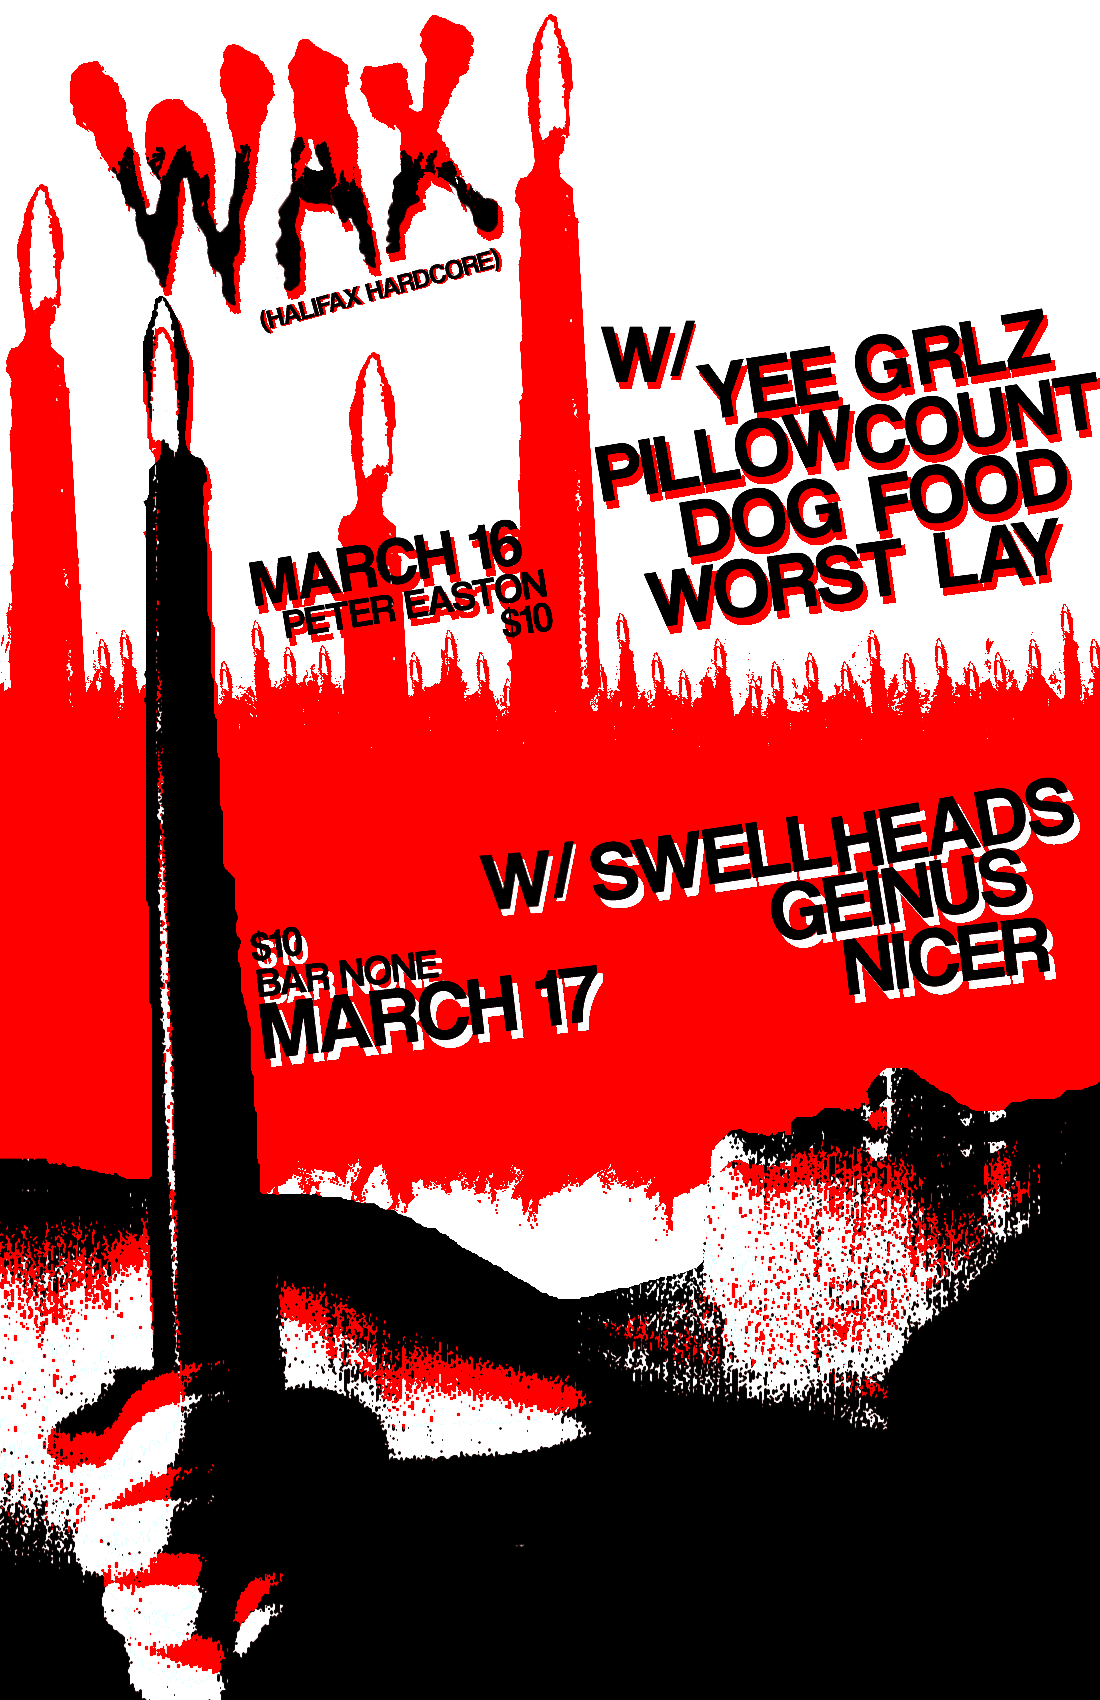 WAX
(HALIFAX HARDCORE)
W/ YEE GRLZ
PILLOWCOUNT
DOG FOOD
WORST LAY
MARCH 16
PETER EASTON
$10
W/ SWELLHEADS
GEINUS
NICER
$10
BAR NONE
MARCH 17